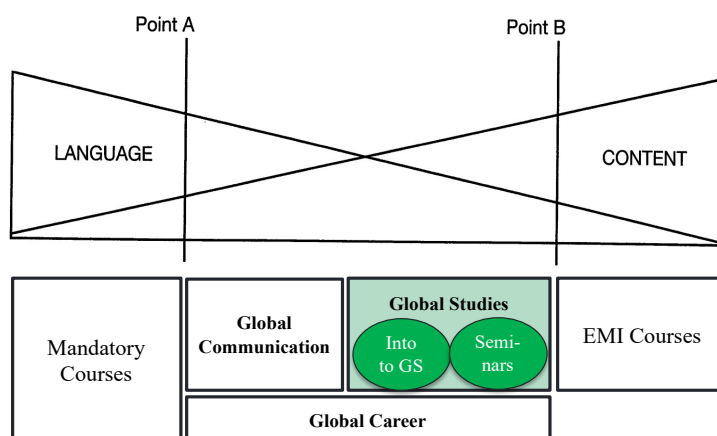 Point A
Point B
LANGUAGE
CONTENT
Mandatory
Courses
Global
Communication
Global Studies
Into
to GS
Semi-
nars
EMI Courses
Global Career